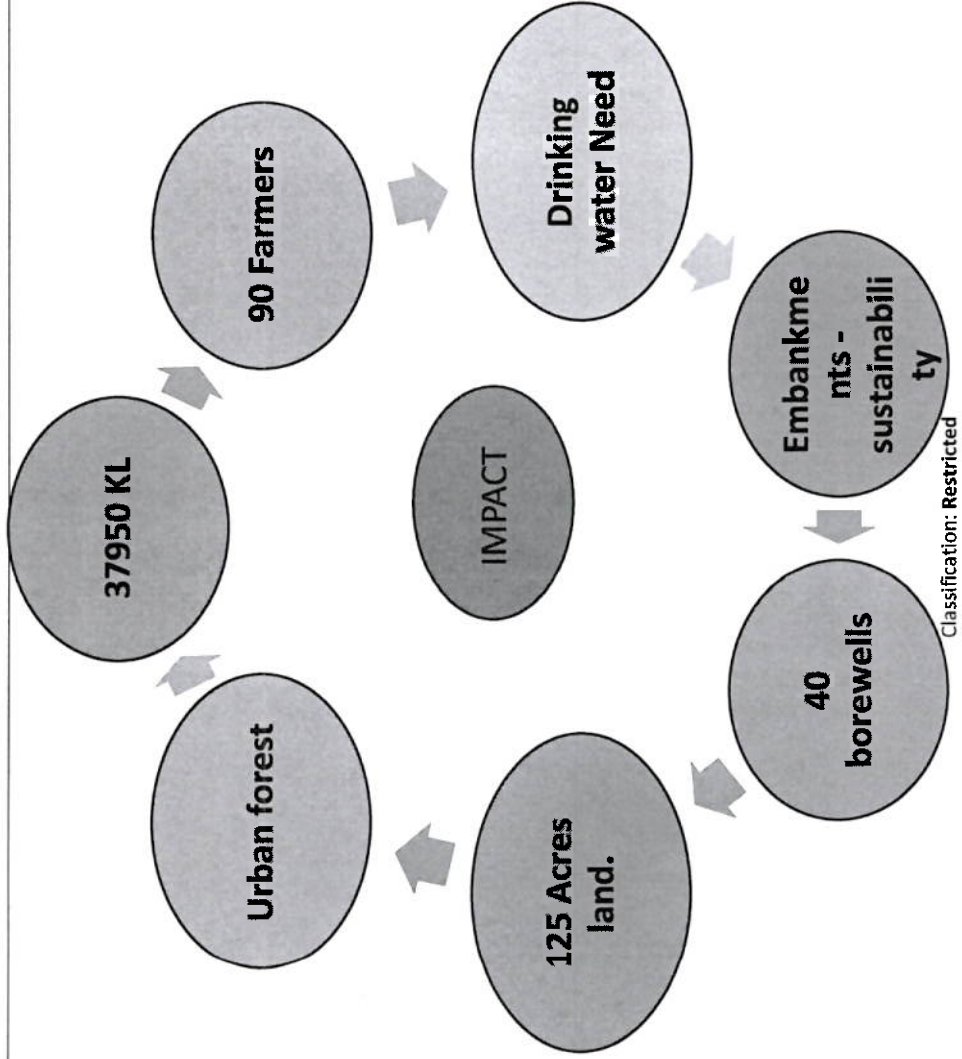 37950 KL
90 Farmers
Drinking
water Need
Embankme
nts -
sustainabili
ty
40
borewells
125 Acres
land.
Urban forest
IMPACT
Classification: Restricted